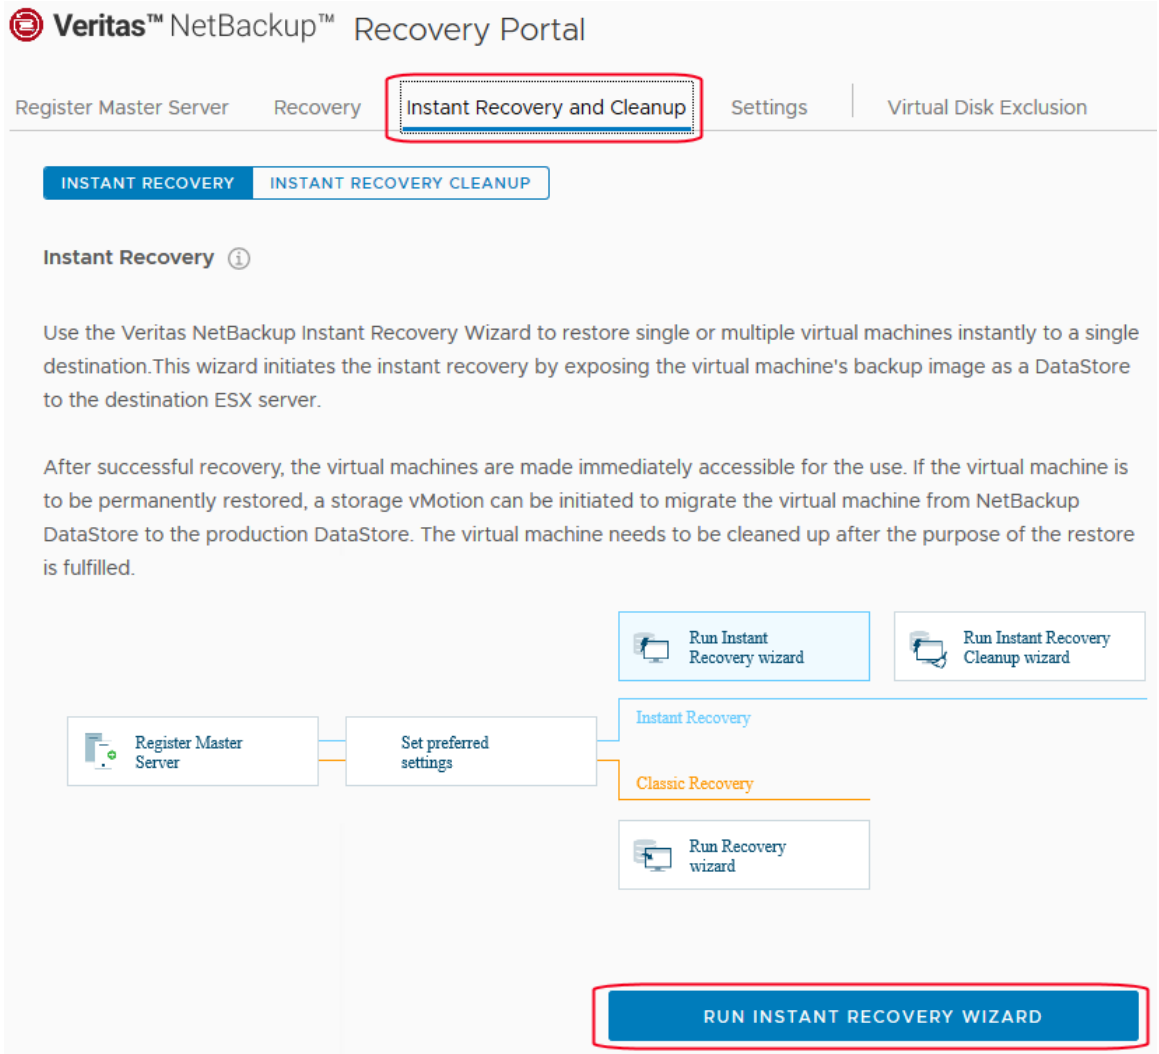 Veritas™ NetBackup™ Recovery Portal
Register Master Server Recovery Instant Recovery and Cleanup Settings Virtual Disk Exclusion
INSTANT RECOVERY INSTANT RECOVERY CLEANUP
Instant Recovery
Use the Veritas NetBackup Instant Recovery Wizard to restore single or multiple virtual machines instantly to a single
destination.This wizard initiates the instant recovery by exposing the virtual machine's backup image as a DataStore
to the destination ESX server.
After successful recovery, the virtual machines are made immediately accessible for the use. If the virtual machine is
to be permanently restored, a storage vMotion can be initiated to migrate the virtual machine from NetBackup
DataStore to the production DataStore. The virtual machine needs to be cleaned up after the purpose of the restore
is fulfilled.
Run Instant
Recovery wizard
Run Instant Recovery
Cleanup wizard
Instant Recovery
Register Master
Server
Set preferred
settings
Classic Recovery
Run Recovery
wizard
RUN INSTANT RECOVERY WIZARD